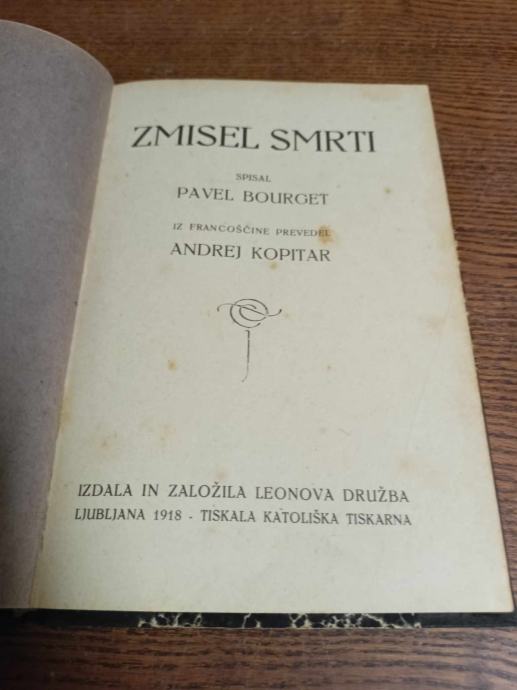 ZMISEL SMRTI
SPISAL
PAVEL BOURGET
IZ FRANCOŠČINE PREVEDEL
ANDREJ KOPITAR
IZDALA IN ZALOŽILA LEONOVA DRUŽBA
LJUBLJANA 1918 - TISKALA KATOLIŠKA TISKARNA